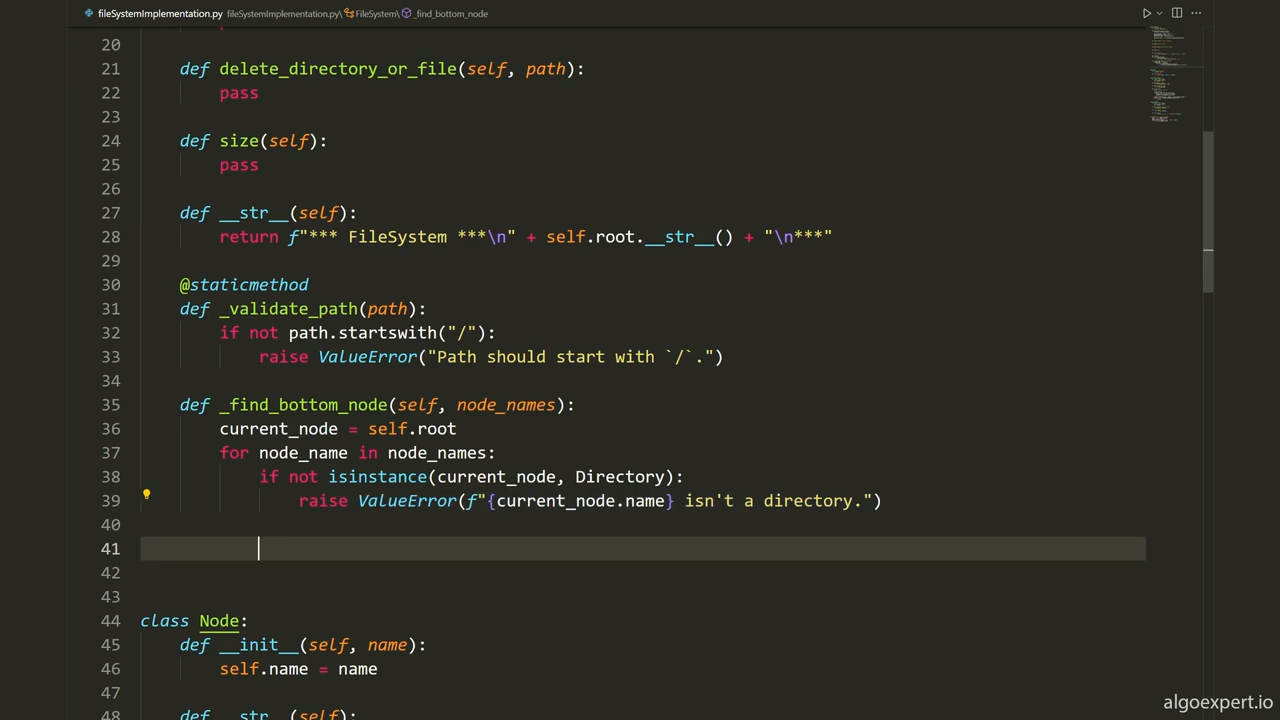 fileSystemImplementation.py fileSystemImplementation.py\FileSystem\_find_bottom_node
20
21 def delete_directory_or_file(self, path):
22 pass
23
24 def size(self):
25 pass
26
27 def __str__(self):
28 return f"*** FileSystem ***\n" + self.root.__str__() + "\n***"
29
30 @staticmethod
31 def _validate_path(path):
32 if not path.startswith("/"):
33 raise ValueError("Path should start with `/`.")
34
35 def _find_bottom_node(self, node_names):
36 current_node = self.root
37 for node_name in node_names:
38 if not isinstance(current_node, Directory):
39 raise ValueError(f"{current_node.name} isn't a directory.")
40
41
42
43
44 class Node:
45 def __init__(self, name):
46 self.name = name
47
48 def __str__(self):
algoexpert.io